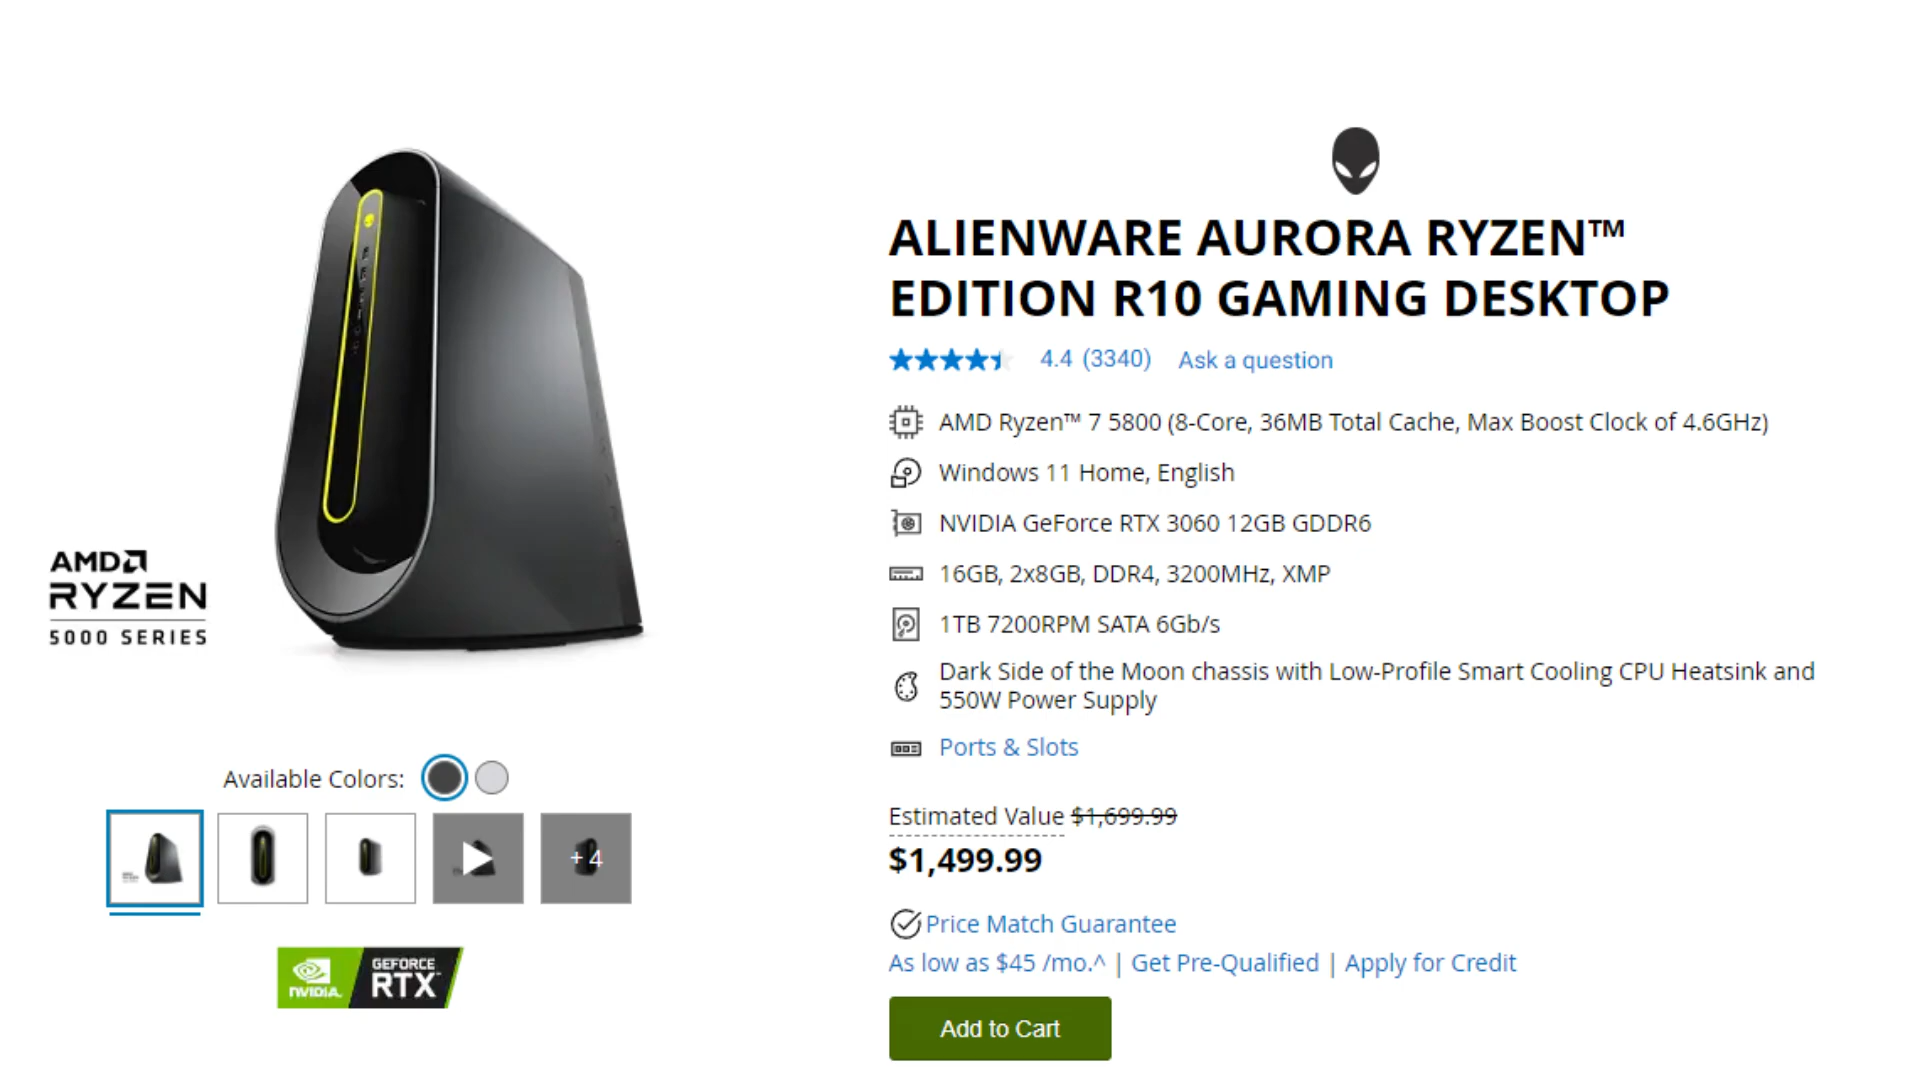 ALIENWARE AURORA RYZEN™
EDITION R10 GAMING DESKTOP
4.4 (3340) Ask a question
AMD Ryzen™ 7 5800 (8-Core, 36MB Total Cache, Max Boost Clock of 4.6GHz)
Windows 11 Home, English
NVIDIA GeForce RTX 3060 12GB GDDR6
16GB, 2x8GB, DDR4, 3200MHz, XMP
1TB 7200RPM SATA 6Gb/s
Dark Side of the Moon chassis with Low-Profile Smart Cooling CPU Heatsink and
550W Power Supply
Ports & Slots
Estimated Value $1,699.99
$1,499.99
Price Match Guarantee
As low as $45 /mo.^ | Get Pre-Qualified | Apply for Credit
Add to Cart
AMD
RYZEN
5000 SERIES
Available Colors:
+ 4
NVIDIA.
GEFORCE
RTX™